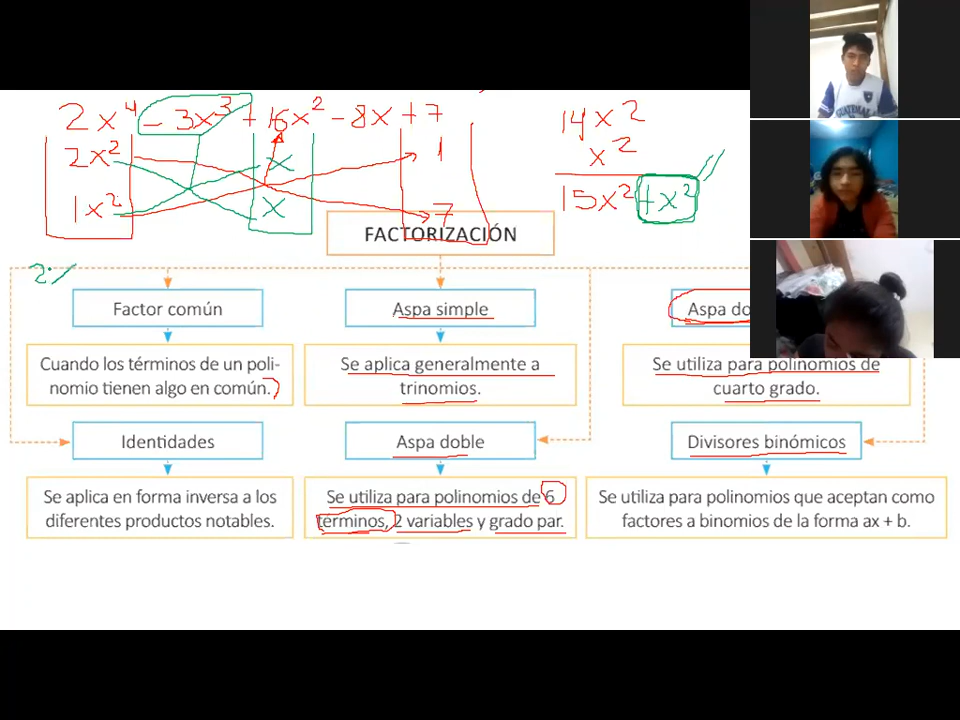 2x⁴ - 3x³ + 16x² - 8x + 7
2x² x 1
1x² x 7
14x²
x²
15x² +x²
GUATEMALA
FACTORIZACIÓN
2x
Factor común
Cuando los términos de un poli-
nomio tienen algo en común.
Aspa simple
Se aplica generalmente a
trinomios.
Aspa do
Se utiliza para polinomios de
cuarto grado.
Identidades
Se aplica en forma inversa a los
diferentes productos notables.
Aspa doble
Se utiliza para polinomios de 6
términos, 2 variables y grado par.
Divisores binómicos
Se utiliza para polinomios que aceptan como
factores a binomios de la forma ax + b.